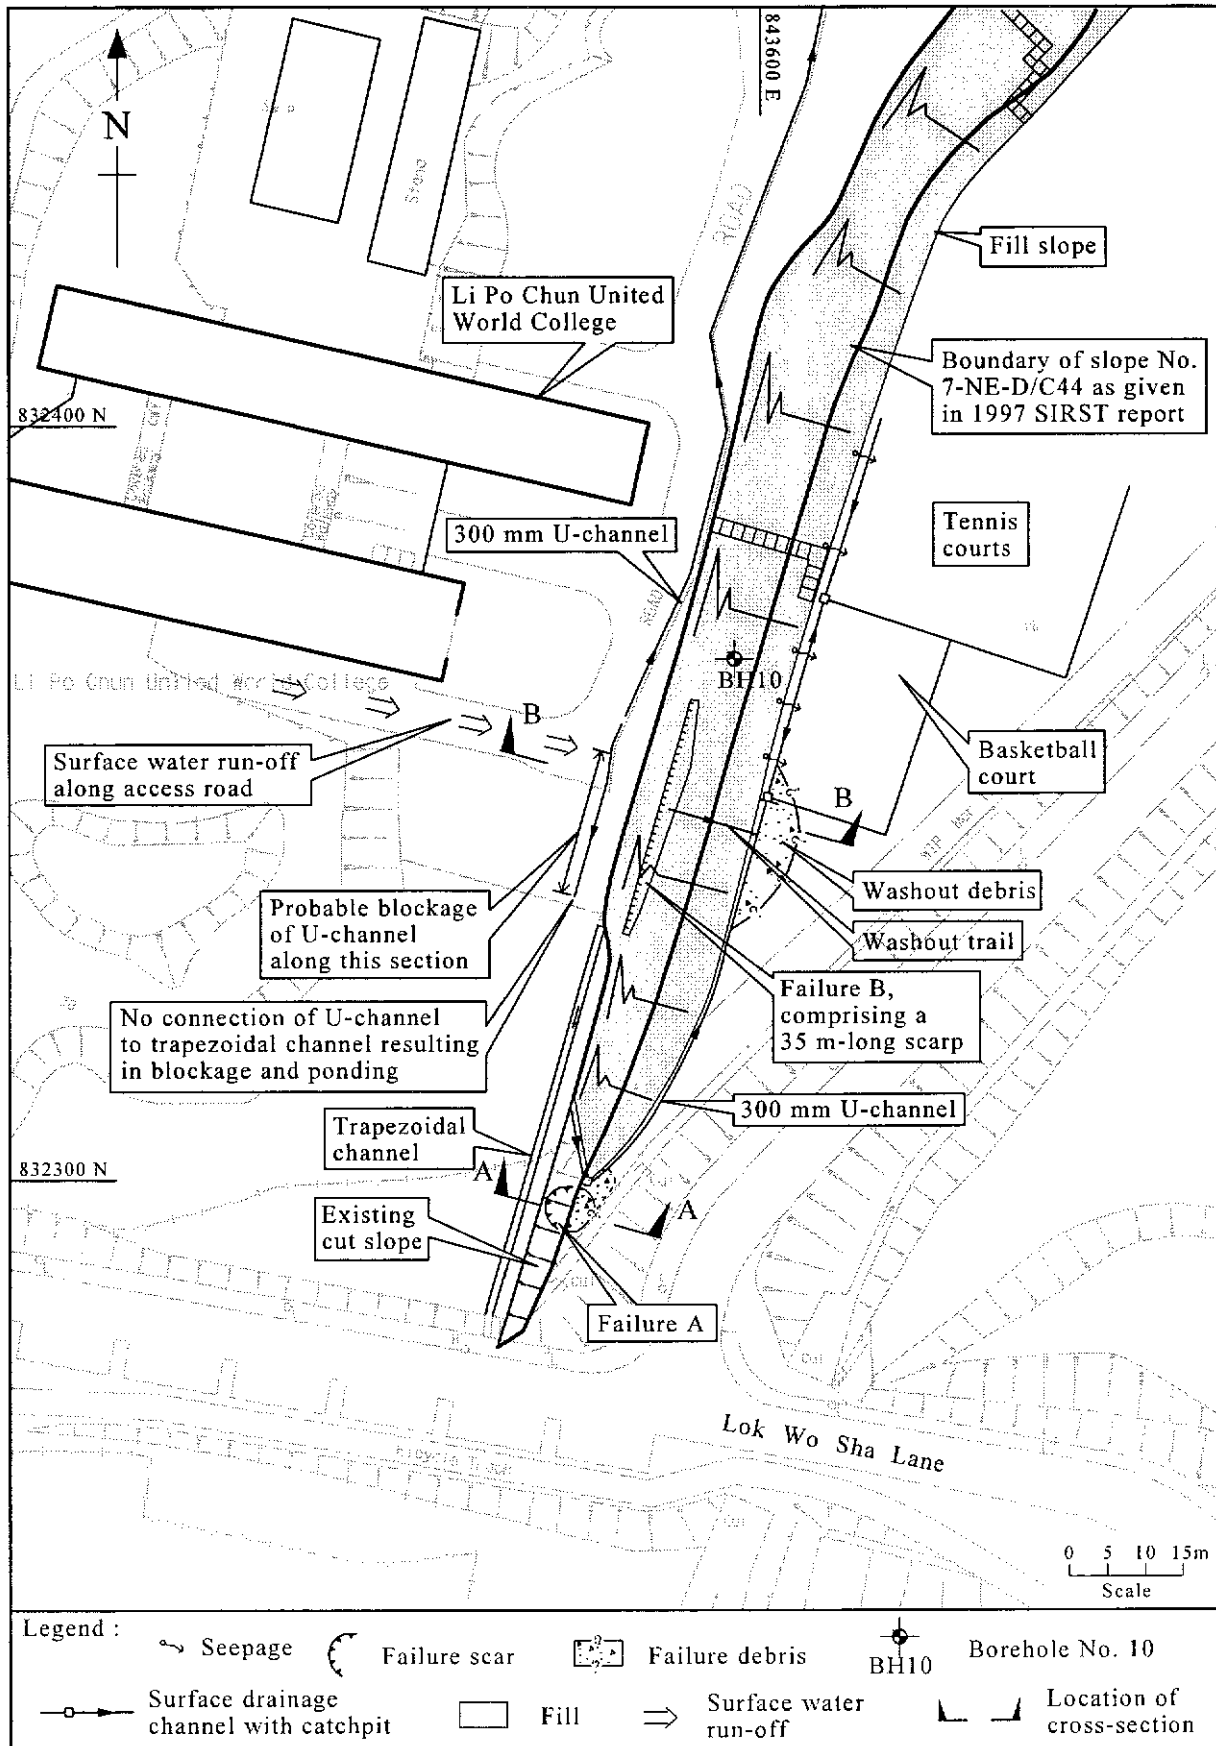 843600 E
N
ROAD
Fill slope
Li Po Chun United
World College
Boundary of slope No.
7-NE-D/C44 as given
in 1997 SIRST report
832400 N
Tennis
courts
300 mm U-channel
ROAD
BH10
Li Po Chun United World College
B
Surface water run-off
along access road
Basketball
court
B
Washout debris
Probable blockage
of U-channel
along this section
Washout trail
Failure B,
comprising a
35 m-long scarp
No connection of U-channel
to trapezoidal channel resulting
in blockage and ponding
300 mm U-channel
Trapezoidal
channel
832300 N
A
A
Existing
cut slope
Failure A
Lok Wo Sha Lane
0 5 10 15m
Scale
Legend :
Seepage
Failure scar
Failure debris
BH10
Borehole No. 10
Surface drainage
channel with catchpit
Fill
Surface water
run-off
Location of
cross-section